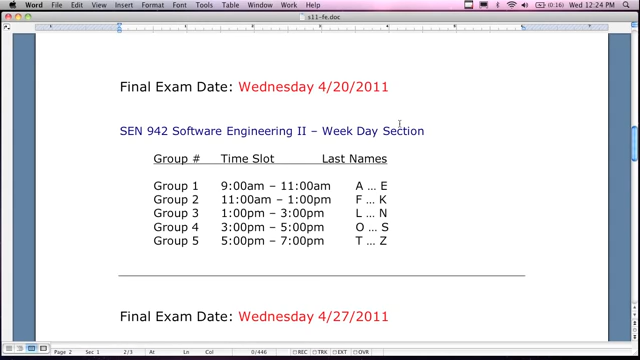 Word File Edit View Insert Format Font Tools Table Window Work Help (0:16) Wed 12:24 PM
s11-fe.doc
Final Exam Date: Wednesday 4/20/2011
SEN 942 Software Engineering II – Week Day Section
Group # Time Slot Last Names
Group 1 9:00am – 11:00am A … E
Group 2 11:00am – 1:00pm F … K
Group 3 1:00pm – 3:00pm L … N
Group 4 3:00pm – 5:00pm O … S
Group 5 5:00pm – 7:00pm T … Z
Final Exam Date: Wednesday 4/27/2011
Page 2 Sec 1 2/3 At Ln Col 0/446 REC TRK EXT OVR